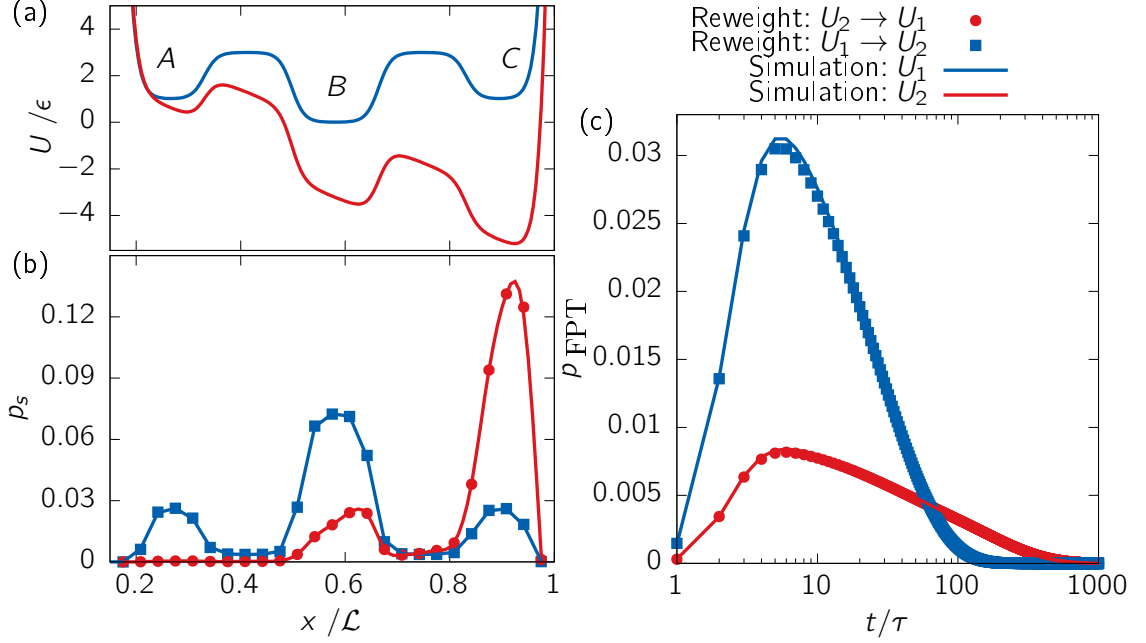 (a)
4
2
0
−2
−4
U /ϵ
A
B
C
(b)
0.12
0.09
0.06
0.03
0
pₛ
0.2
0.4
0.6
0.8
1
x /ℒ
Reweight: U₂ → U₁
Reweight: U₁ → U₂
Simulation: U₁
Simulation: U₂
(c)
0.03
0.025
0.02
0.015
0.01
0.005
0
p FPT
1
10
100
1000
t/τ